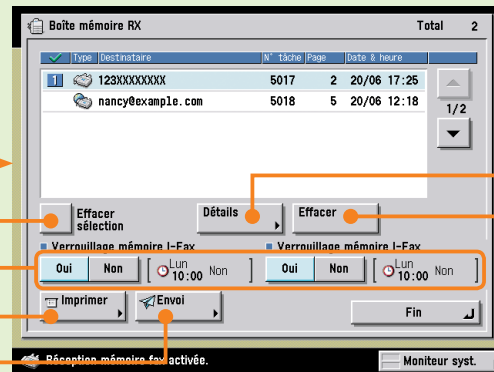 Boîte mémoire RX Total 2
Type Destinataire N° tâche Page Date & heure
1 123XXXXXXXX 5017 2 20/06 17:25
nancy@example.com 5018 5 20/06 12:18
1/2
Effacer sélection
Détails
Effacer
Verrouillage mémoire I-Fax Verrouillage mémoire I-Fax
Oui Non [ Lun 10:00 Non ] Oui Non [ Lun 10:00 Non ]
Imprimer Envoi Fin
Réception mémoire fax activée. Moniteur syst.